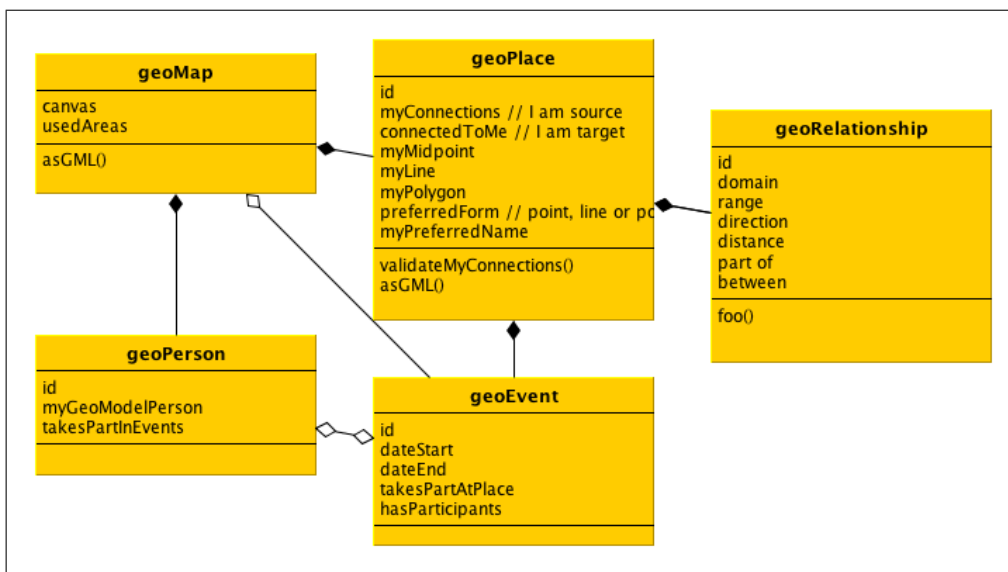 geoMap
canvas
usedAreas
asGML()
geoPlace
id
myConnections // I am source
connectedToMe // I am target
myMidpoint
myLine
myPolygon
preferredForm // point, line or po
myPreferredName
validateMyConnections()
asGML()
geoRelationship
id
domain
range
direction
distance
part of
between
foo()
geoPerson
id
myGeoModelPerson
takesPartInEvents
geoEvent
id
dateStart
dateEnd
takesPartAtPlace
hasParticipants